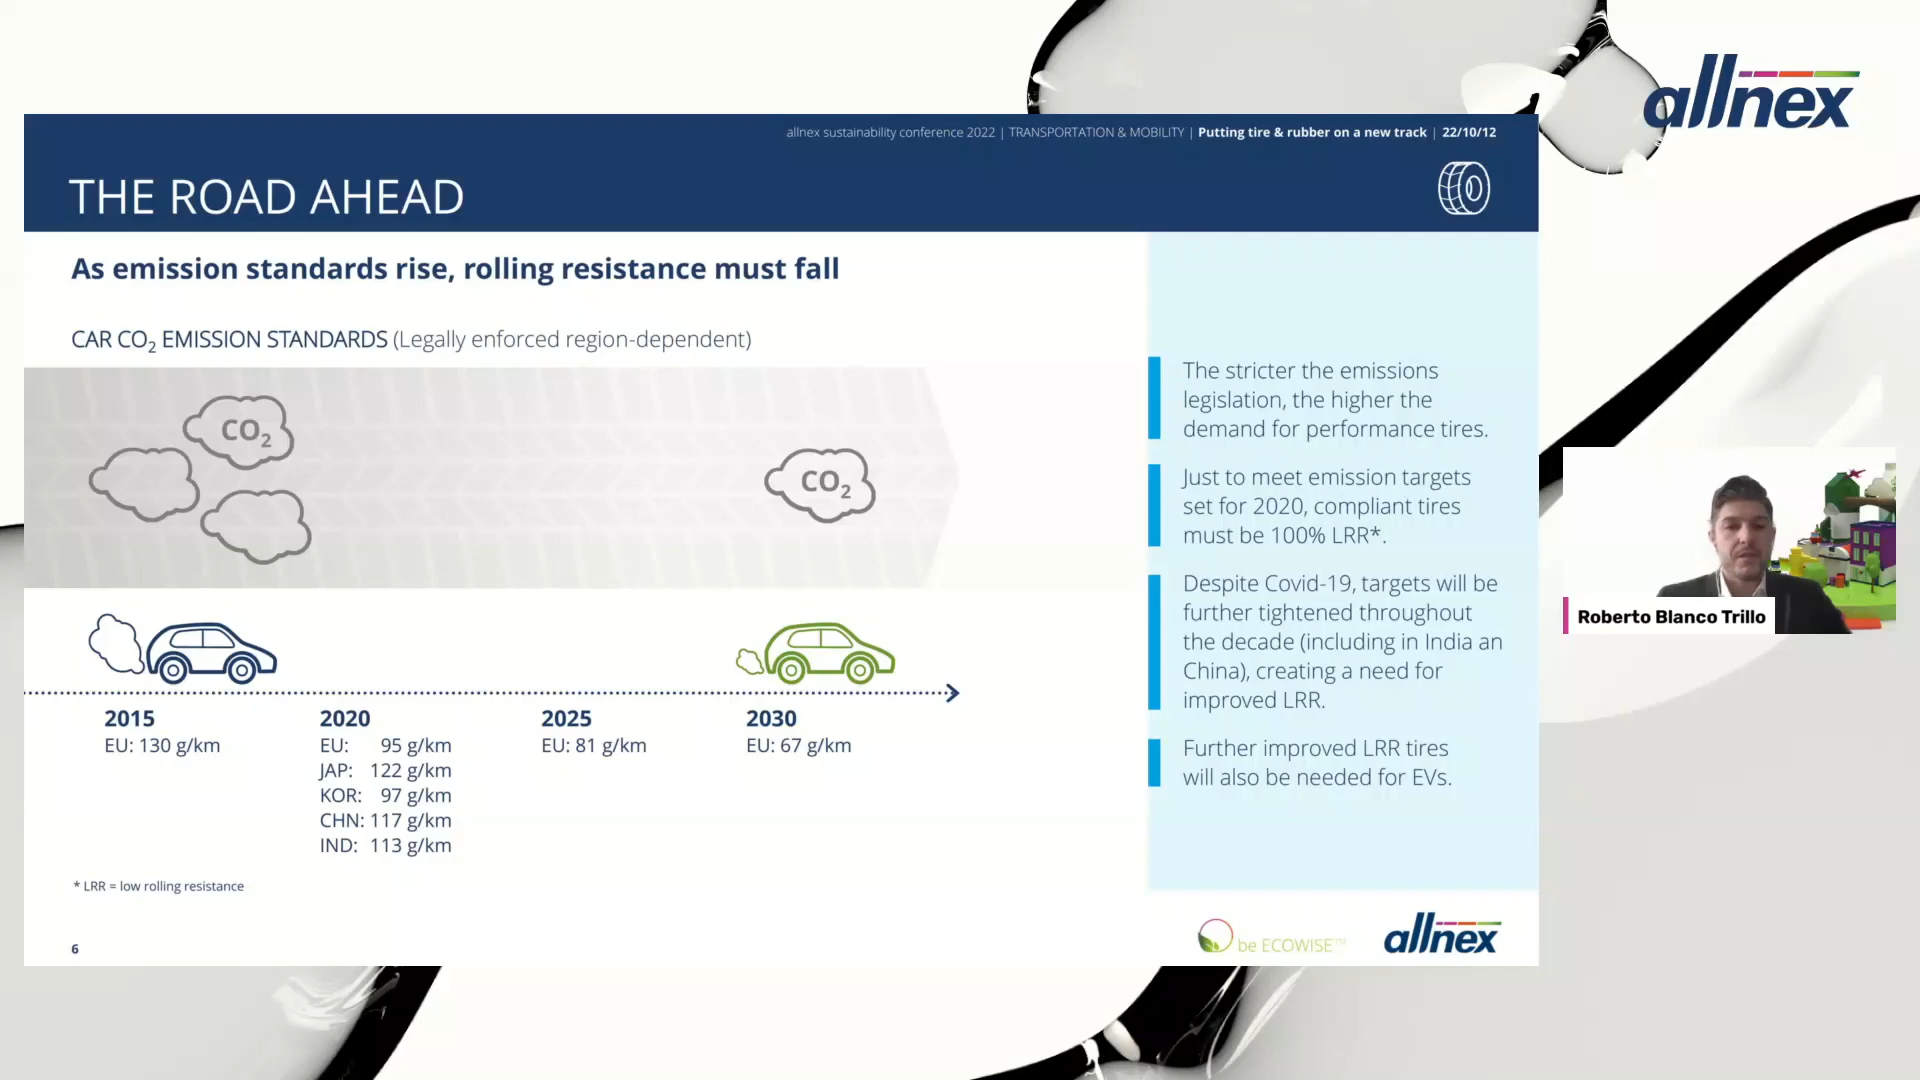 allnex
allnex sustainability conference 2022 | TRANSPORTATION & MOBILITY | Putting tire & rubber on a new track | 22/10/12
THE ROAD AHEAD
As emission standards rise, rolling resistance must fall
CAR CO₂ EMISSION STANDARDS (Legally enforced region-dependent)
CO₂
CO₂
2015
EU: 130 g/km
2020
EU: 95 g/km
JAP: 122 g/km
KOR: 97 g/km
CHN: 117 g/km
IND: 113 g/km
2025
EU: 81 g/km
2030
EU: 67 g/km
* LRR = low rolling resistance
6
The stricter the emissions
legislation, the higher the
demand for performance tires.
Just to meet emission targets
set for 2020, compliant tires
must be 100% LRR*.
Despite Covid-19, targets will be
further tightened throughout
the decade (including in India an
China), creating a need for
improved LRR.
Further improved LRR tires
will also be needed for EVs.
be ECOWISE™
allnex
Roberto Blanco Trillo